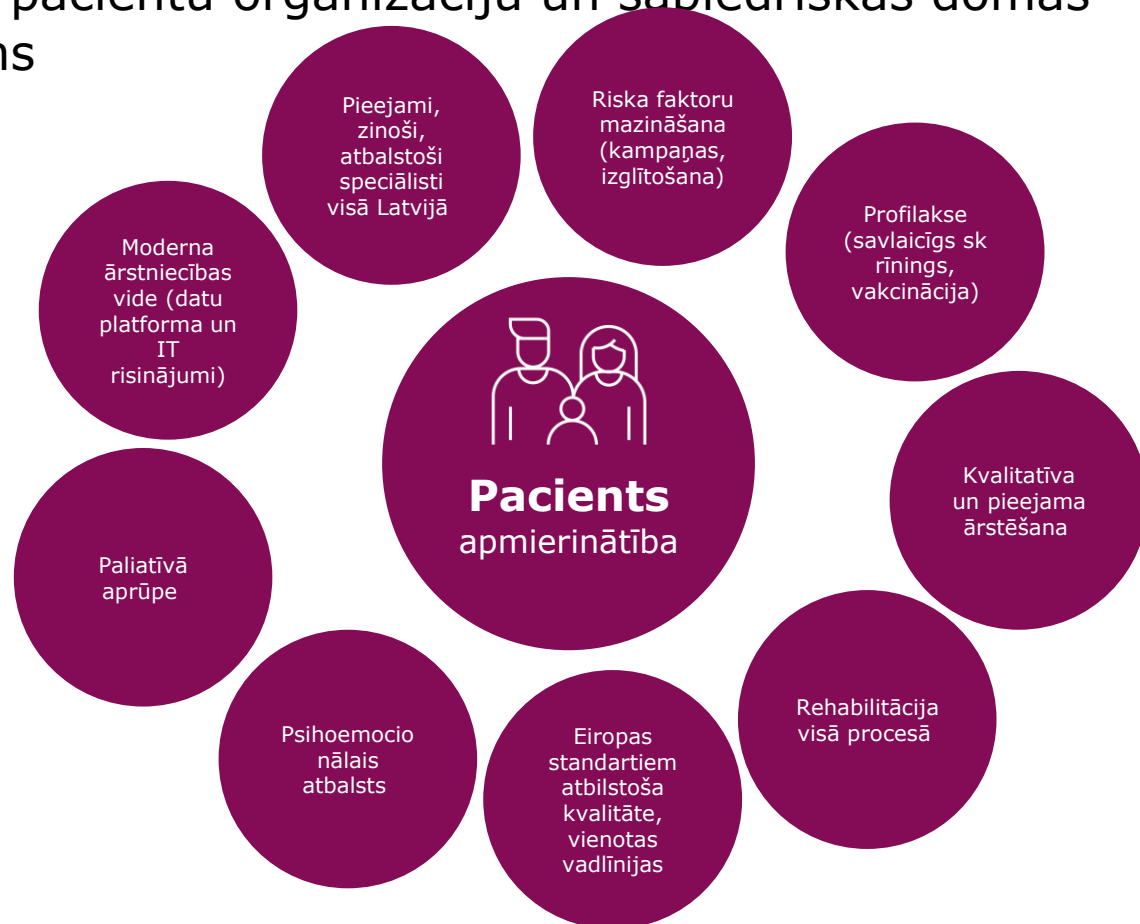 pacientu organizāciju un sabiedriskās domas
ns
Pieejami,
zinoši,
atbalstoši
speciālisti
visā Latvijā
Riska faktoru
mazināšana
(kampaņas,
izglītošana)
Profilakse
(savlaicīgs sk
rīnings,
vakcinācija)
Moderna
ārstniecības
vide (datu
platforma un
IT
risinājumi)
Pacients
apmierinātība
Kvalitatīva
un pieejama
ārstēšana
Paliatīvā
aprūpe
Rehabilitācija
visā procesā
Psihoemocio
nālais
atbalsts
Eiropas
standartiem
atbilstoša
kvalitāte,
vienotas
vadlīnijas